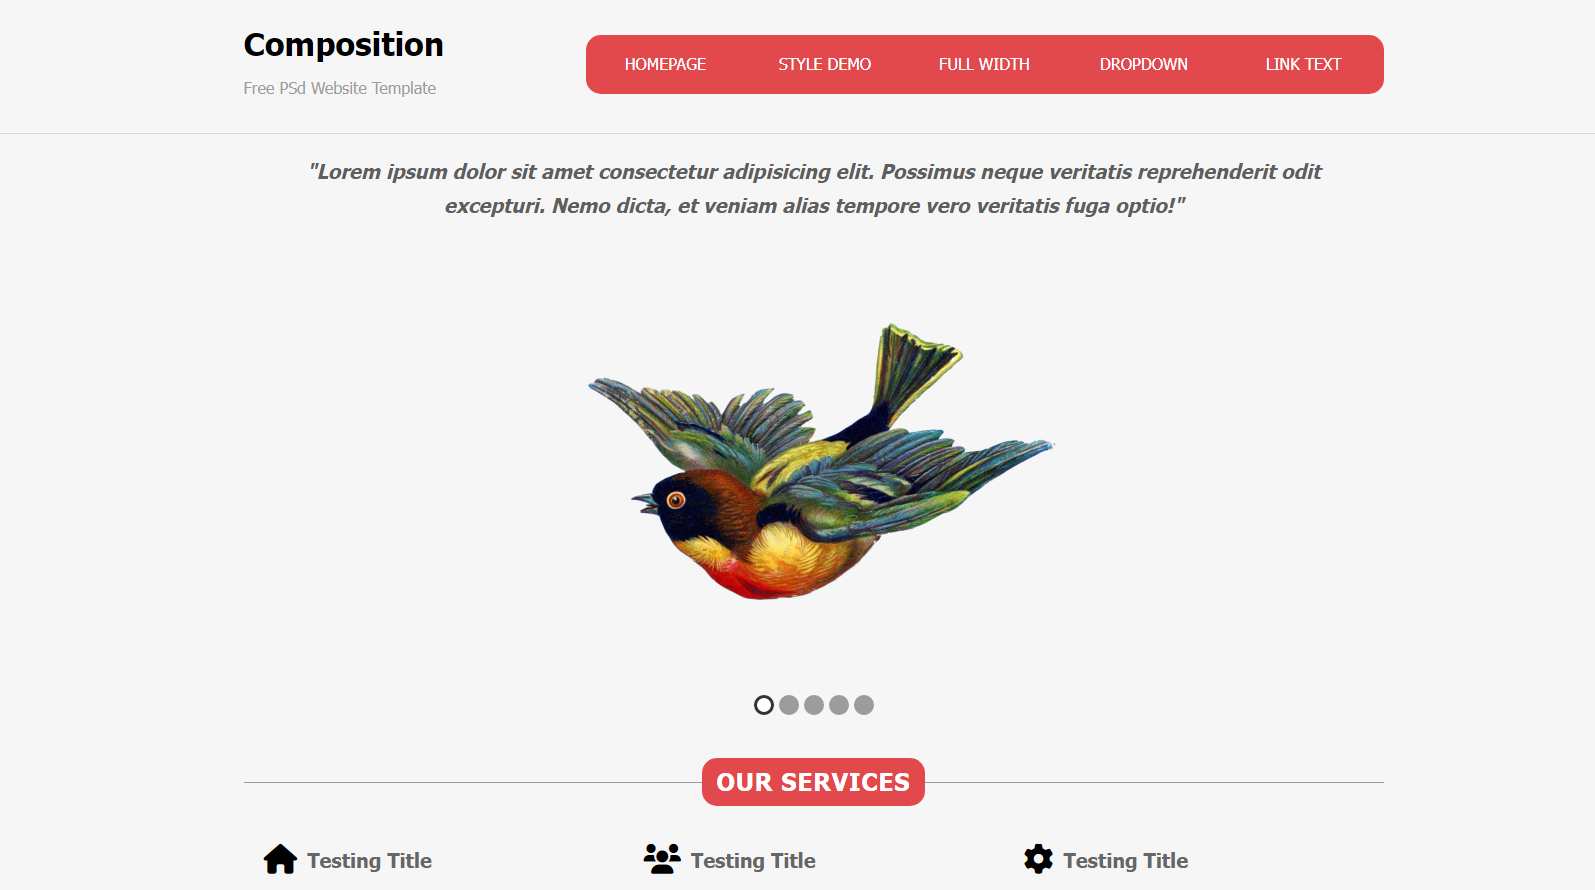 Composition
Free PSd Website Template
HOMEPAGE STYLE DEMO FULL WIDTH DROPDOWN LINK TEXT
"Lorem ipsum dolor sit amet consectetur adipisicing elit. Possimus neque veritatis reprehenderit odit
excepturi. Nemo dicta, et veniam alias tempore vero veritatis fuga optio!"
OUR SERVICES
Testing Title Testing Title Testing Title